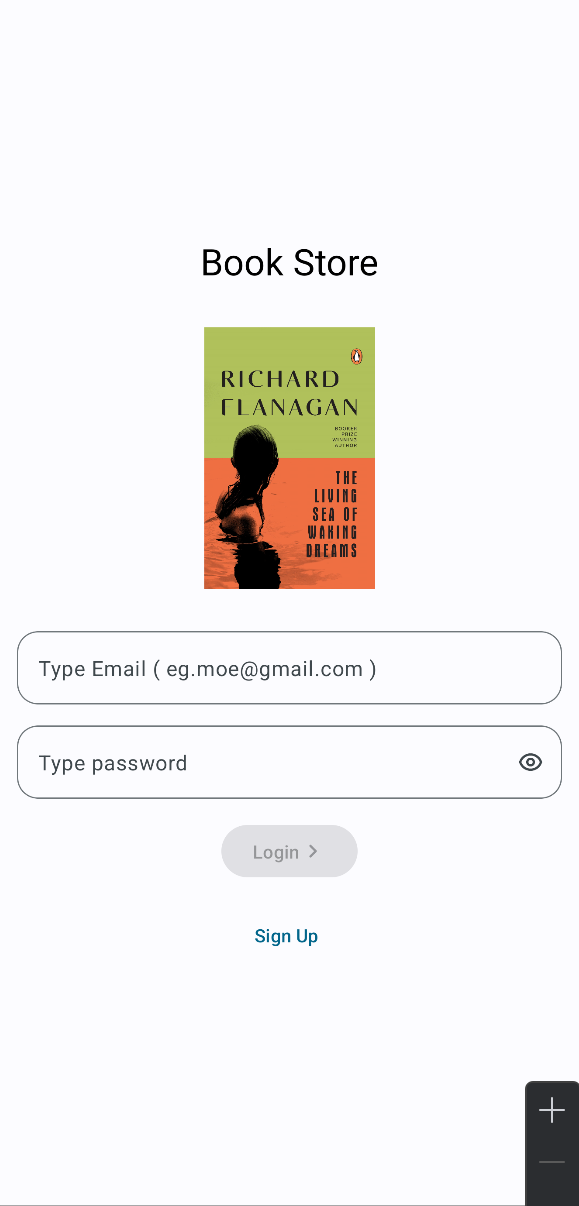 Book Store
RICHARD
FLANAGAN
BOOKER
PRIZE
WINNING
AUTHOR
THE
LIVING
SEA OF
WAKING
DREAMS
Type Email ( eg.moe@gmail.com )
Type password
Login
Sign Up